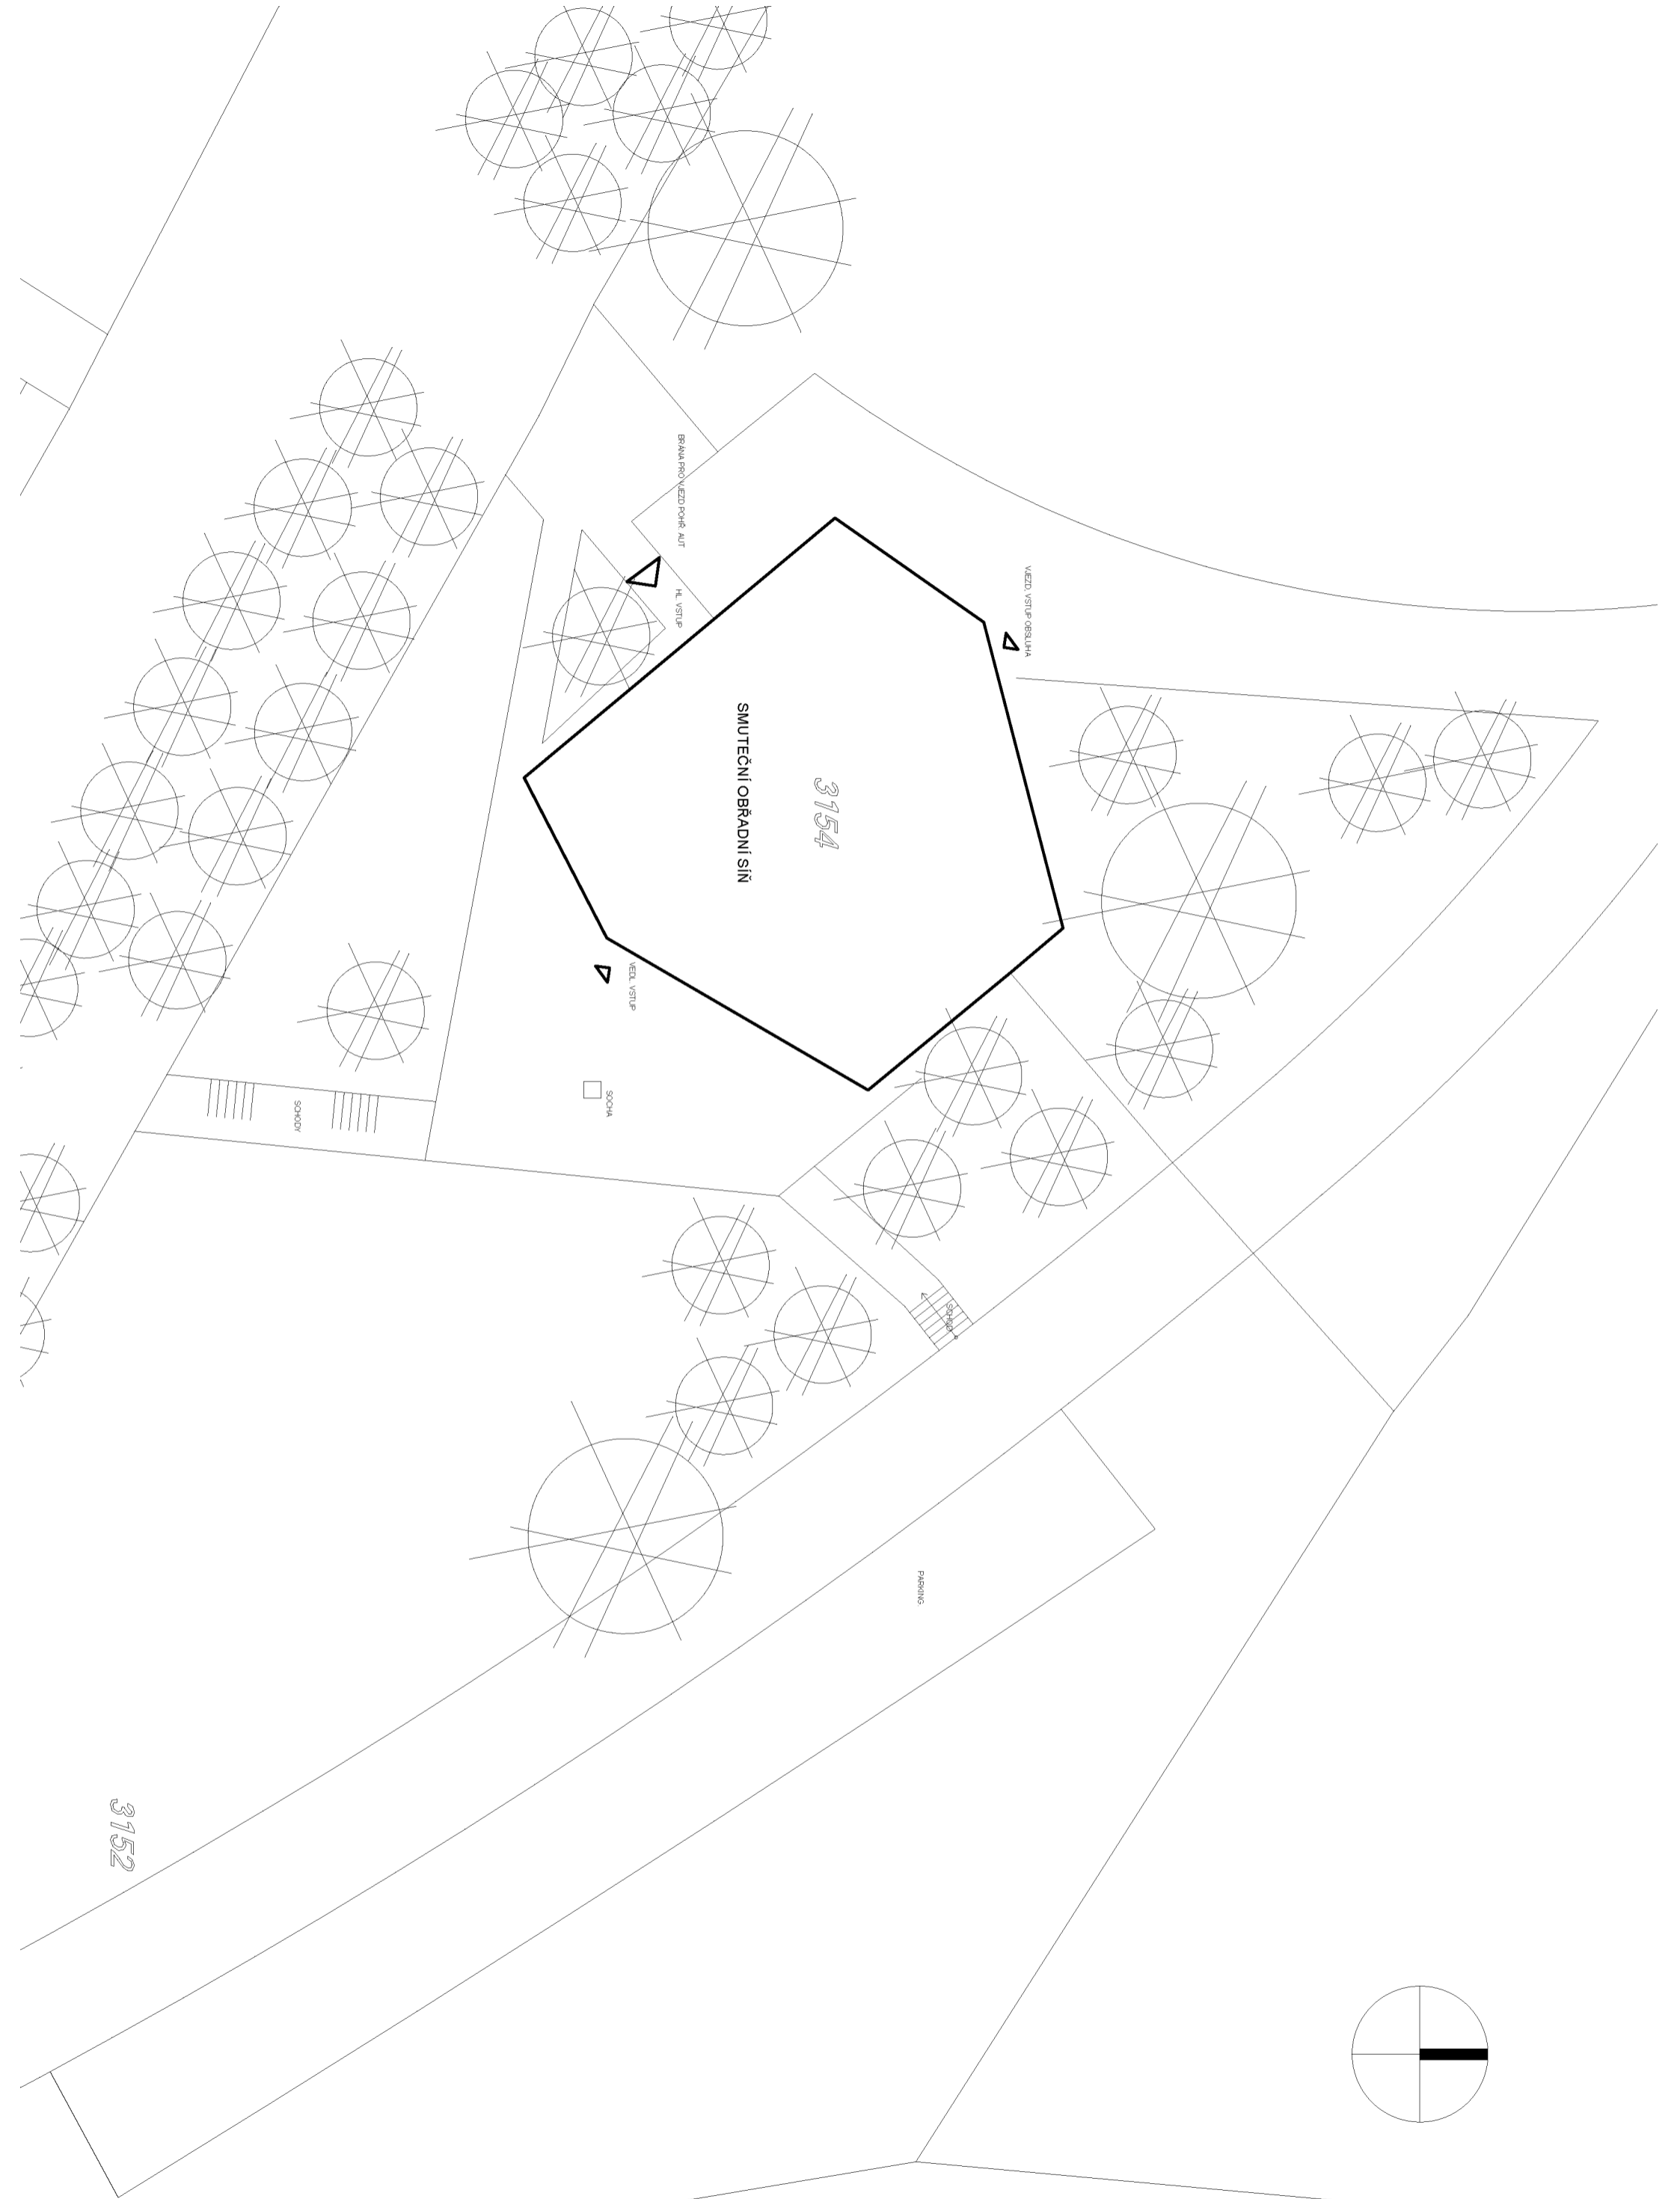 BRÁNA PRO VJEZD POHŘ. AUT
HL. VSTUP
VJEZD, VSTUP OBSLUHA
3154
SMUTEČNÍ OBŘADNÍ SÍŇ
VEDL. VSTUP
SOCHA
SCHODY
SCHODY
PARKING
3152